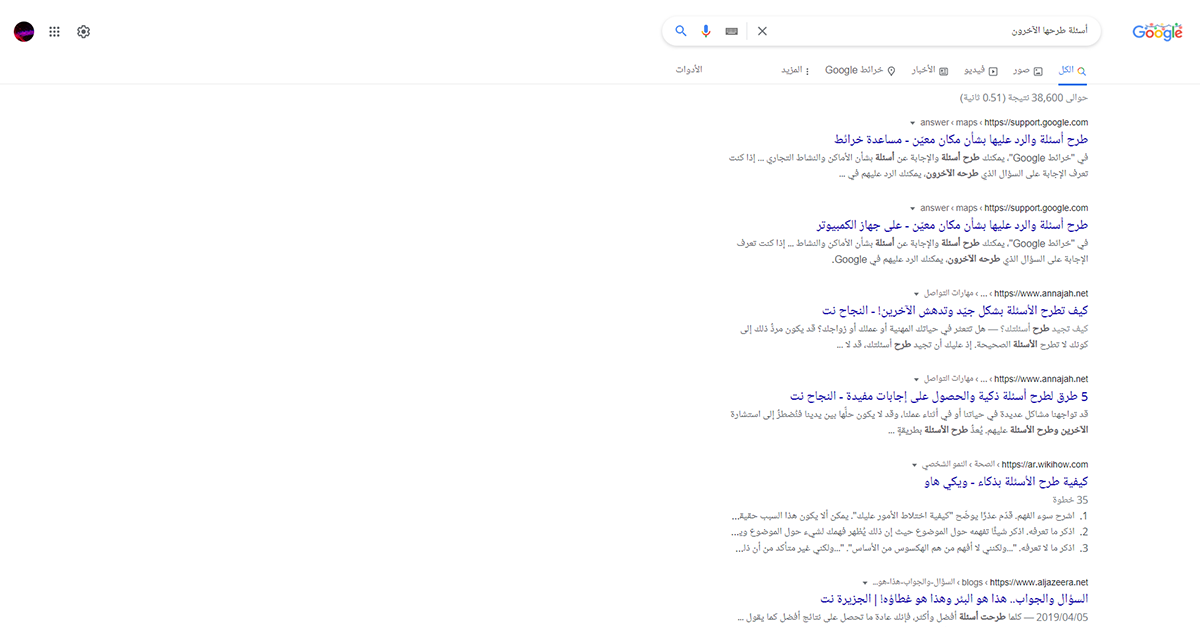 Google
أسئلة طرحها الآخرون
الكل
صور
فيديو
الأخبار
خرائط Google
المزيد
الأدوات
حوالى 38,600 نتيجة (0.51 ثانية)
https://support.google.com › maps › answer
طرح أسئلة والرد عليها بشأن مكان معيّن - مساعدة خرائط
في "خرائط Google"، يمكنك طرح أسئلة والإجابة عن أسئلة بشأن الأماكن والنشاط التجاري ... إذا كنت
تعرف الإجابة على السؤال الذي طرحه الآخرون، يمكنك الرد عليهم في ...
https://support.google.com › maps › answer
طرح أسئلة والرد عليها بشأن مكان معيّن - على جهاز الكمبيوتر
في "خرائط Google"، يمكنك طرح أسئلة والإجابة عن أسئلة بشأن الأماكن والنشاط ... إذا كنت تعرف
الإجابة على السؤال الذي طرحه الآخرون، يمكنك الرد عليهم في Google.
https://www.annajah.net › ... › مهارات التواصل
كيف تطرح الأسئلة بشكل جيّد وتدهش الآخرين! - النجاح نت
كيف تجيد طرح أسئلتك؟ — هل تتعثر في حياتك المهنية أو عملك أو زواجك؟ قد يكون مردُّ ذلك إلى
كونك لا تطرح الأسئلة الصحيحة. إذ عليك أن تجيد طرح أسئلتك، قد لا ...
https://www.annajah.net › ... › مهارات التواصل
5 طرق لطرح أسئلة ذكية والحصول على إجابات مفيدة - النجاح نت
قد تواجهنا مشاكل عديدة في حياتنا أو في أثناء عملنا، وقد لا يكون حلُّها بين يدينا فنُضطرُّ إلى استشارة
الآخرين وطرح الأسئلة عليهم. يُعدُّ طرح الأسئلة بطريقةٍ ...
https://ar.wikihow.com › الصحة › النمو الشخصي
كيفية طرح الأسئلة بذكاء - ويكي هاو
35 خطوة
1. اشرح سوء الفهم. قدّم عذرًا يوضّح "كيفية اختلاط الأمور عليك". يمكن ألا يكون هذا السبب حقيقـ...
2. اذكر ما تعرفه. اذكر شيئًا تفهمه حول الموضوع حيث إن ذلك يُظهر فهمك لشيء حول الموضوع ويـ...
3. اذكر ما لا تعرفه. "...ولكنني لا أفهم من هم الهكسوس من الأساس". "...ولكني غير متأكد من أن ذا...
https://www.aljazeera.net › blogs › السؤال-والجواب-هذا-هو...
السؤال والجواب.. هذا هو البئر وهذا هو غطاؤه! | الجزيرة نت
2019/04/05 — كلما طرحت أسئلة أفضل وأكثر، فإنك عادة ما تحصل على نتائج أفضل كما يقول ...